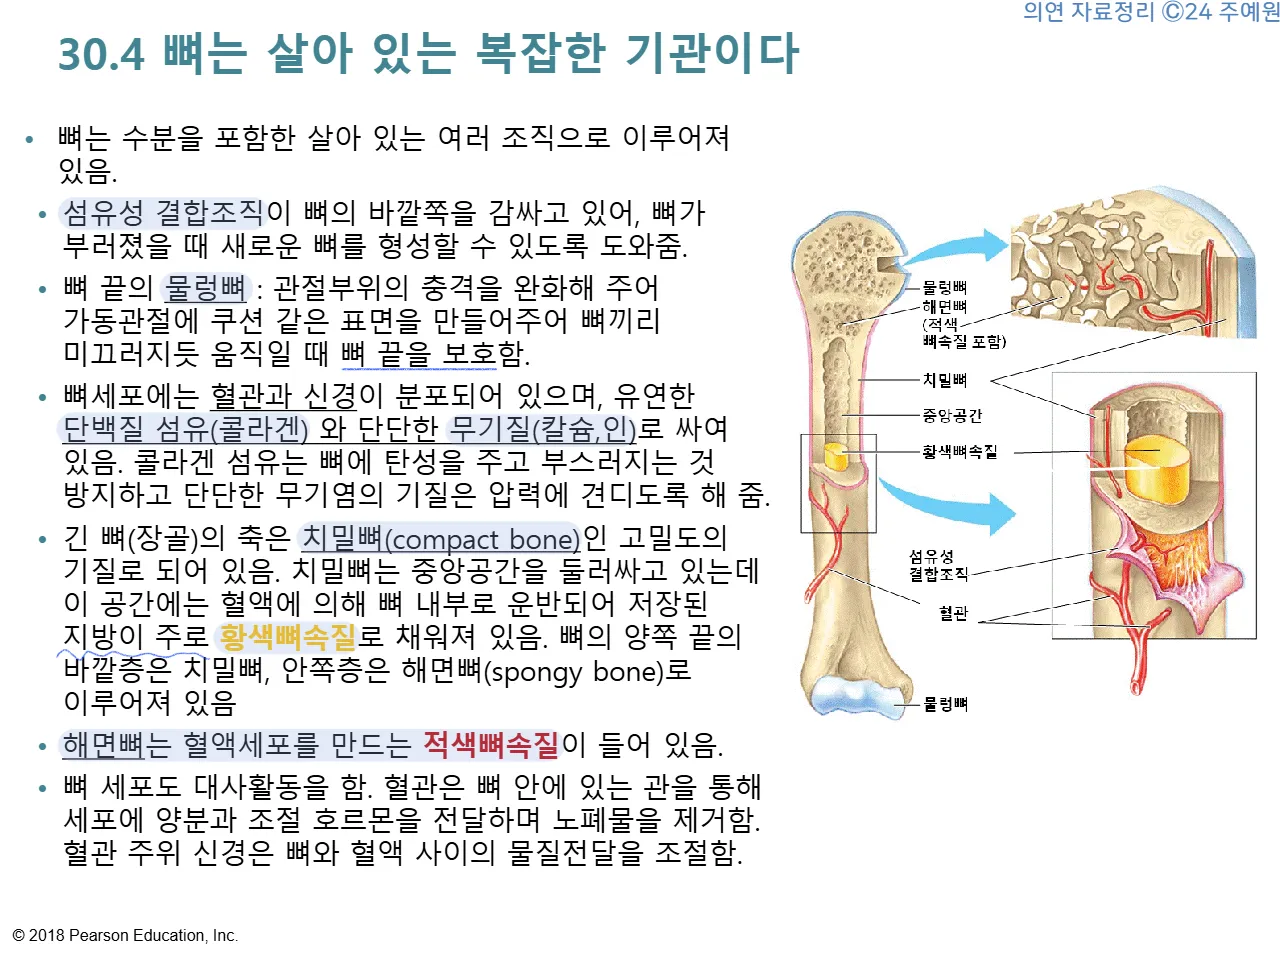 의연 자료정리 ©24 주예원
30.4 뼈는 살아 있는 복잡한 기관이다
• 뼈는 수분을 포함한 살아 있는 여러 조직으로 이루어져
있음.
• 섬유성 결합조직이 뼈의 바깥쪽을 감싸고 있어, 뼈가
부러졌을 때 새로운 뼈를 형성할 수 있도록 도와줌.
• 뼈 끝의 물렁뼈 : 관절부위의 충격을 완화해 주어
가동관절에 쿠션 같은 표면을 만들어주어 뼈끼리
미끄러지듯 움직일 때 뼈 끝을 보호함.
• 뼈세포에는 혈관과 신경이 분포되어 있으며, 유연한
단백질 섬유(콜라겐) 와 단단한 무기질(칼슘,인)로 싸여
있음. 콜라겐 섬유는 뼈에 탄성을 주고 부스러지는 것
방지하고 단단한 무기염의 기질은 압력에 견디도록 해 줌.
• 긴 뼈(장골)의 축은 치밀뼈(compact bone)인 고밀도의
기질로 되어 있음. 치밀뼈는 중앙공간을 둘러싸고 있는데
이 공간에는 혈액에 의해 뼈 내부로 운반되어 저장된
지방이 주로 황색뼈속질로 채워져 있음. 뼈의 양쪽 끝의
바깥층은 치밀뼈, 안쪽층은 해면뼈(spongy bone)로
이루어져 있음
• 해면뼈는 혈액세포를 만드는 적색뼈속질이 들어 있음.
• 뼈 세포도 대사활동을 함. 혈관은 뼈 안에 있는 관을 통해
세포에 양분과 조절 호르몬을 전달하며 노폐물을 제거함.
혈관 주위 신경은 뼈와 혈액 사이의 물질전달을 조절함.
물렁뼈
해면뼈
(적색
뼈속질 포함)
치밀뼈
중앙공간
황색뼈속질
섬유성
결합조직
혈관
물렁뼈
© 2018 Pearson Education, Inc.